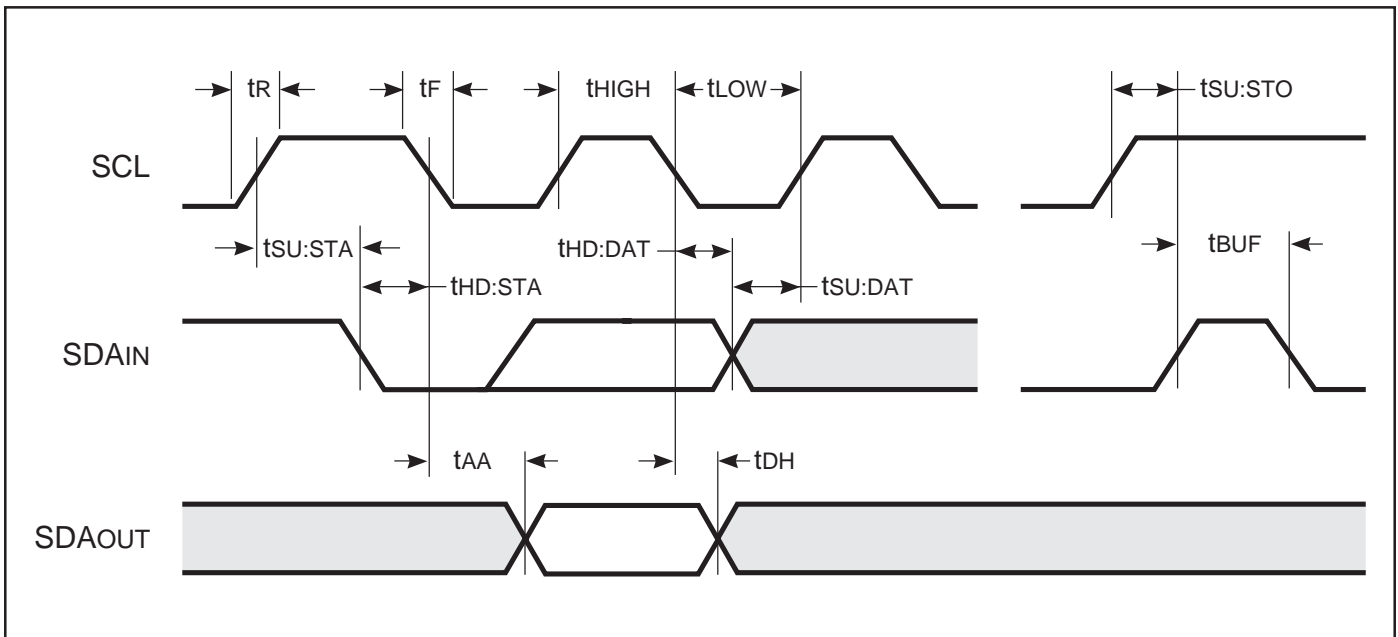 tR tF tHIGH tLOW tSU:STO
SCL
tSU:STA tHD:DAT tBUF
tHD:STA tSU:DAT
SDAIN
tAA tDH
SDAOUT